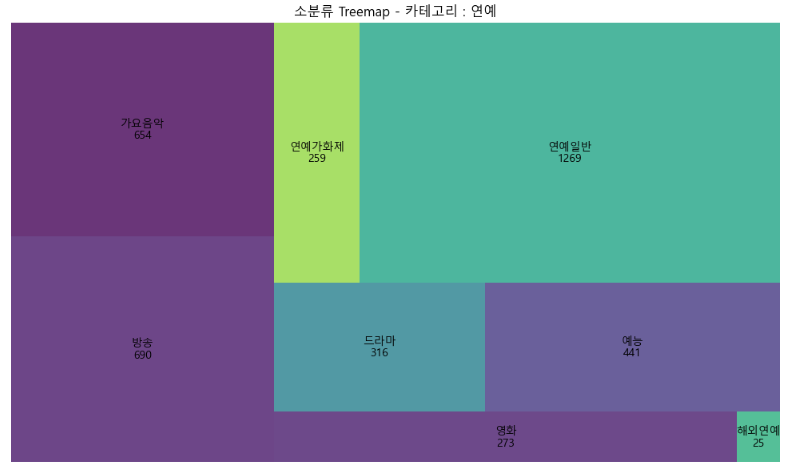 소분류 Treemap - 카테고리 : 연예
가요음악
654
연예가화제
259
연예일반
1269
방송
690
드라마
316
예능
441
영화
273
해외연예
25